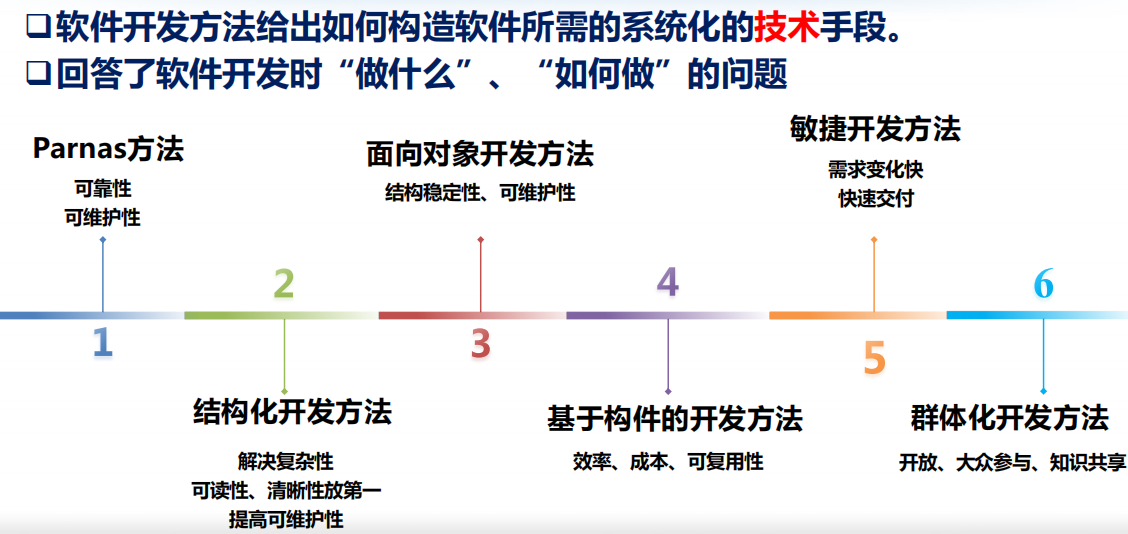 ❑软件开发方法给出如何构造软件所需的系统化的技术手段。
❑回答了软件开发时“做什么”、“如何做”的问题
Parnas方法
可靠性
可维护性
1
2
结构化开发方法
解决复杂性
可读性、清晰性放第一
提高可维护性
面向对象开发方法
结构稳定性、可维护性
3
4
基于构件的开发方法
效率、成本、可复用性
敏捷开发方法
需求变化快
快速交付
5
6
群体化开发方法
开放、大众参与、知识共享